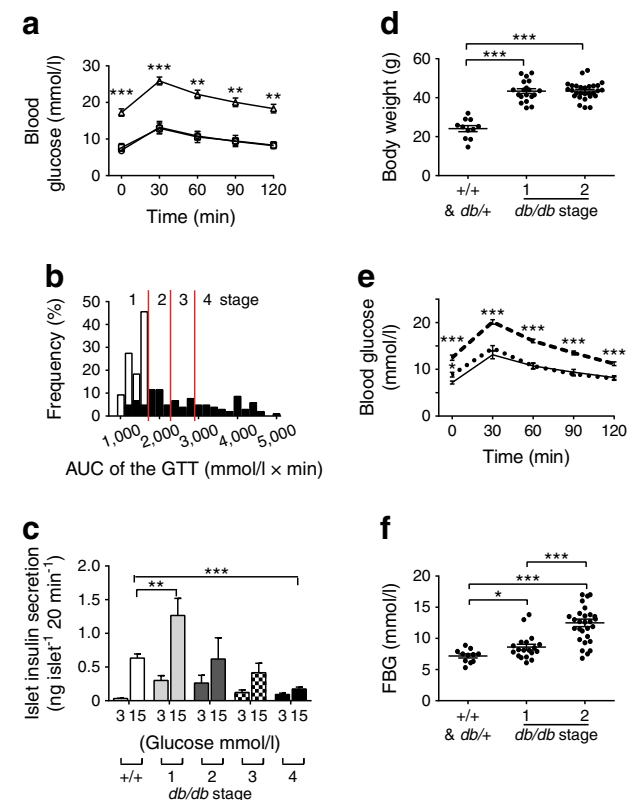 a
Blood
glucose (mmol/l)
30
20
10
0
*** *** ** ** **
0 30 60 90 120
Time (min)
b
Frequency (%)
50
40
30
20
10
0
1 2 3 4 stage
1,000 2,000 3,000 4,000 5,000
AUC of the GTT (mmol/l × min)
c
Islet insulin secretion
(ng islet⁻¹ 20 min⁻¹)
2.0
1.5
1.0
0.5
0
***
**
3 15 3 15 3 15 3 15 3 15
(Glucose mmol/l)
+/+ 1 2 3 4
db/db stage
d
Body weight (g)
60
40
20
0
***
***
+/+ 1 2
& db/+ db/db stage
e
Blood glucose
(mmol/l)
20
10
0
*** *** *** *** ***
*
0 30 60 90 120
Time (min)
f
FBG (mmol/l)
20
15
10
5
0
***
***
*
+/+ 1 2
& db/+ db/db stage